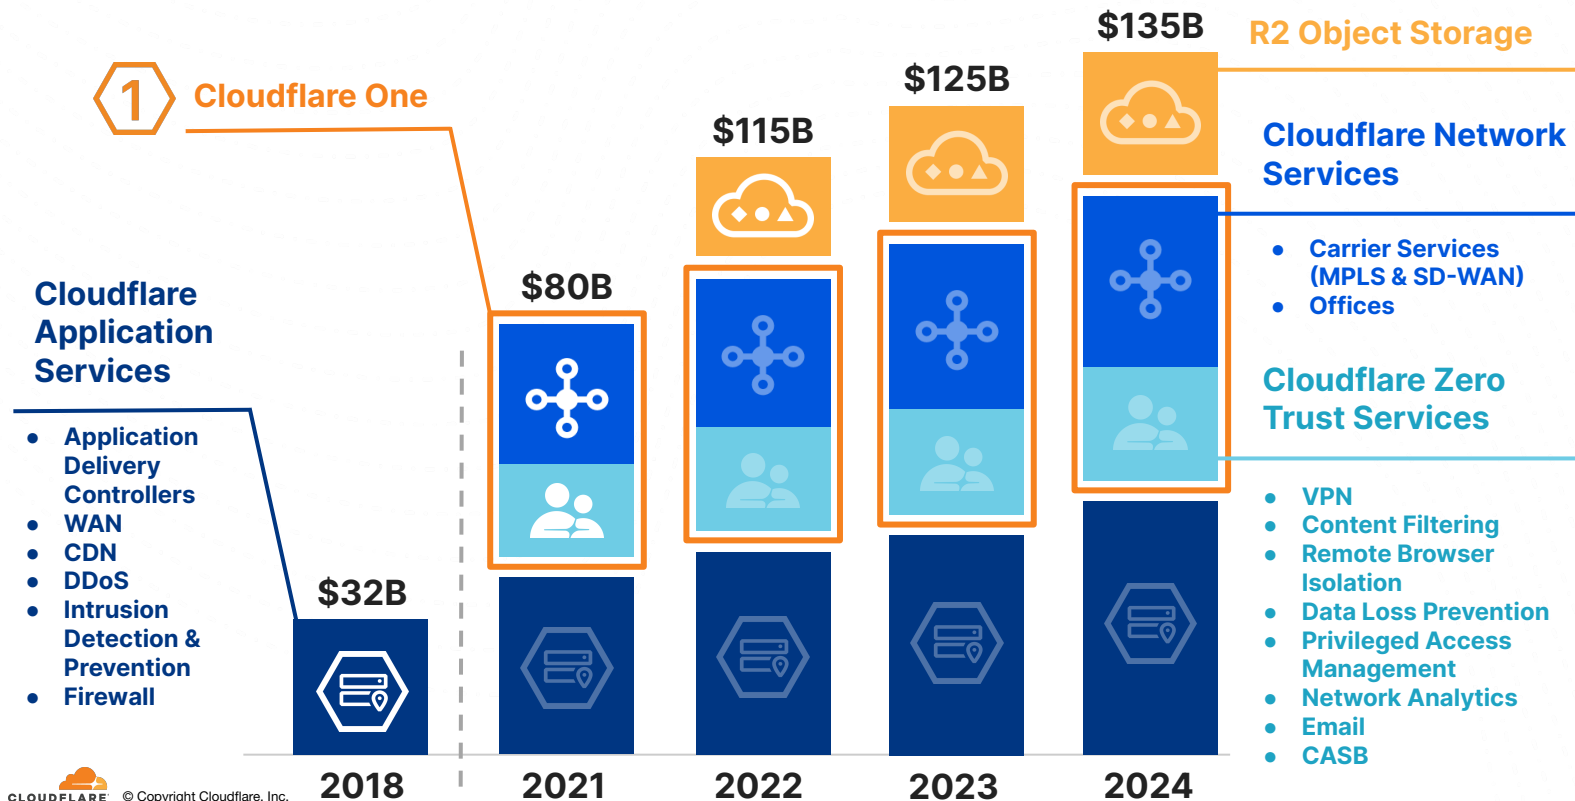 $135B
R2 Object Storage
$125B
1
Cloudflare One
$115B
Cloudflare Network
Services
● Carrier Services
(MPLS & SD-WAN)
● Offices
$80B
Cloudflare
Application
Services
● Application
Delivery
Controllers
● WAN
● CDN
● DDoS
● Intrusion
Detection &
Prevention
● Firewall
Cloudflare Zero
Trust Services
● VPN
● Content Filtering
● Remote Browser
Isolation
● Data Loss Prevention
● Privileged Access
Management
● Network Analytics
● Email
● CASB
$32B
2018
2021
2022
2023
2024
CLOUDFLARE
© Copyright Cloudflare, Inc.